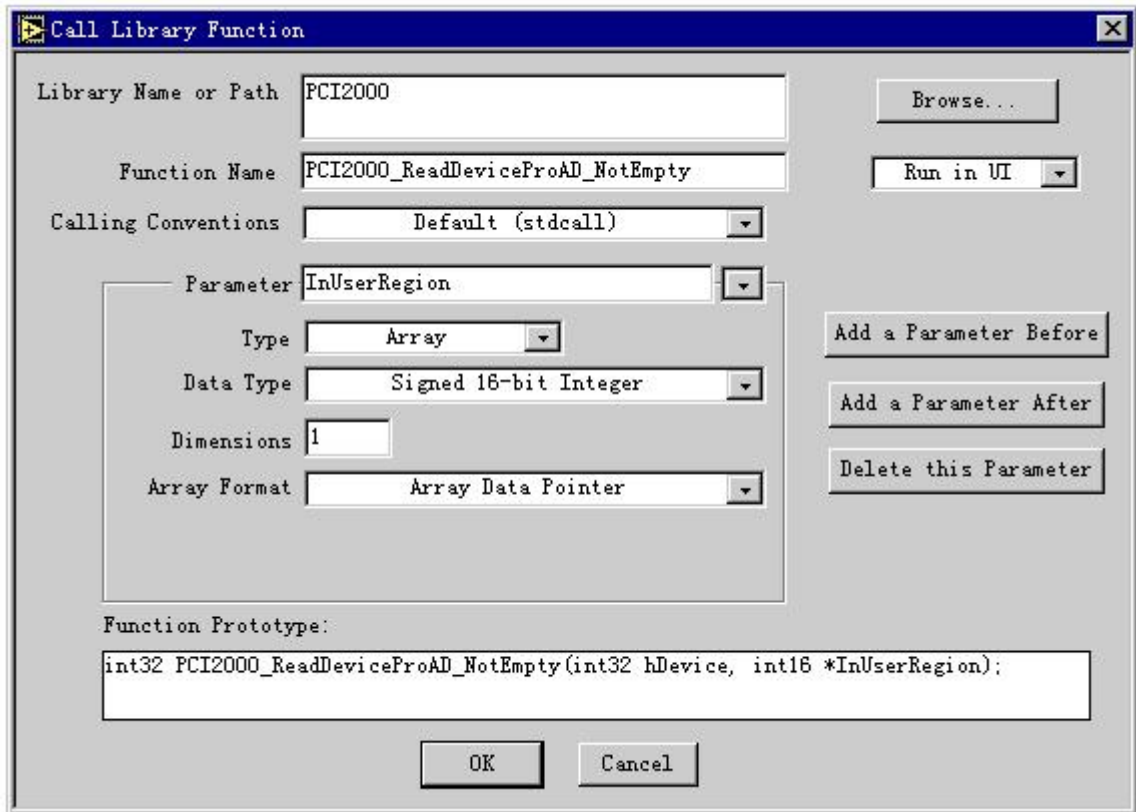 Call Library Function
Library Name or Path PCI2000 Browse...
Function Name PCI2000_ReadDeviceProAD_NotEmpty Run in UI
Calling Conventions Default (stdcall)
Parameter InUserRegion
Type Array Add a Parameter Before
Data Type Signed 16-bit Integer Add a Parameter After
Dimensions 1
Array Format Array Data Pointer Delete this Parameter
Function Prototype:
int32 PCI2000_ReadDeviceProAD_NotEmpty(int32 hDevice, int16 *InUserRegion);
OK Cancel